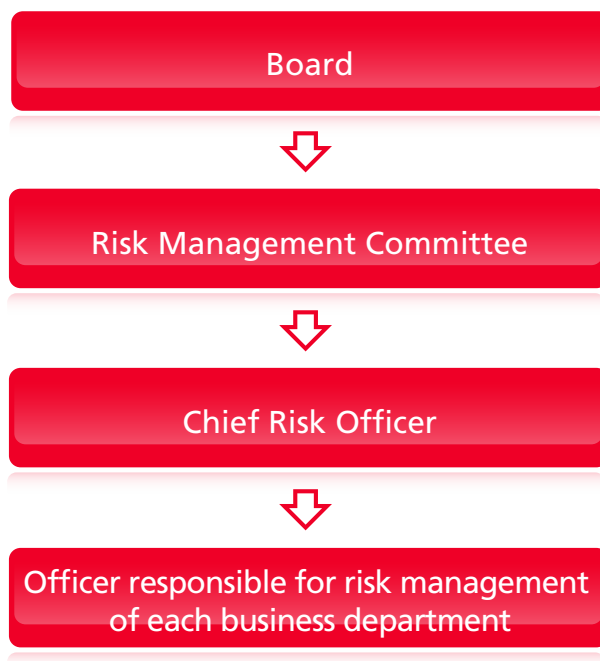 Board
Risk Management Committee
Chief Risk Officer
Officer responsible for risk management
of each business department